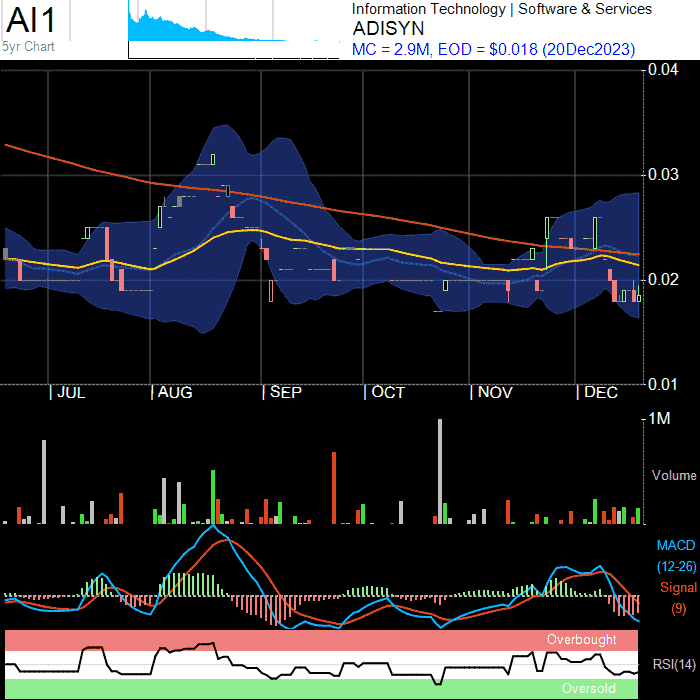 AI1
5yr Chart
Information Technology | Software & Services
ADISYN
MC = 2.9M, EOD = $0.018 (20Dec2023)
0.04
0.03
0.02
0.01
| JUL | AUG | SEP | OCT | NOV | DEC
1M
Volume
MACD
(12-26)
Signal
(9)
Overbought
RSI(14)
Oversold